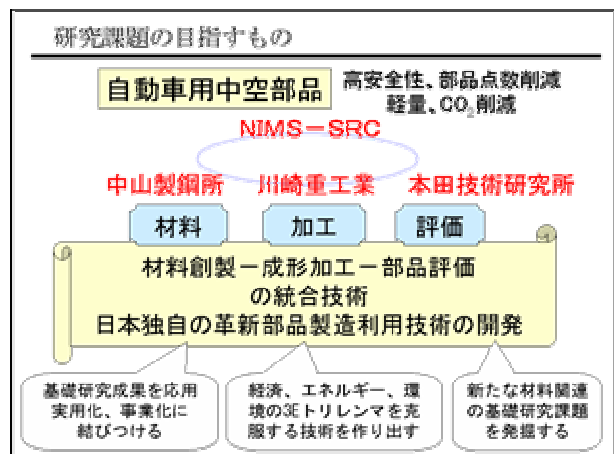 研究課題の目指すもの
自動車用中空部品
高安全性、部品点数削減
軽量、CO₂削減
NIMS－SRC
中山製鋼所 川崎重工業 本田技術研究所
材料 加工 評価
材料創製－成形加工－部品評価
の統合技術
日本独自の革新部品製造利用技術の開発
基礎研究成果を応用
実用化、事業化に
結びつける
経済、エネルギー、環
境の3Eトリレンマを克
服する技術を作り出す
新たな材料関連
の基礎研究課題
を発掘する